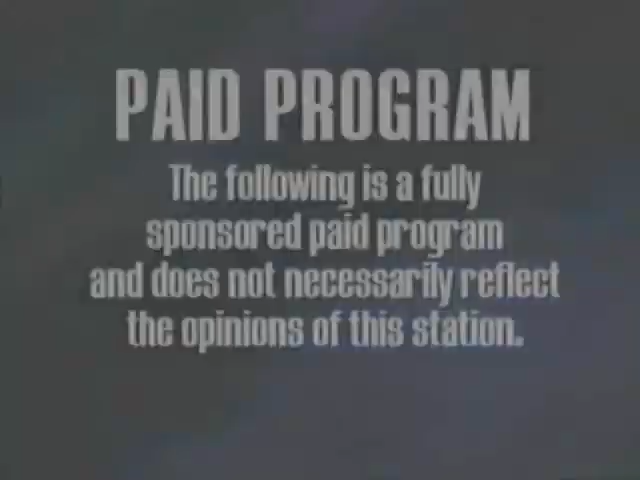 PAID PROGRAM
The following is a fully
sponsored paid program
and does not necessarily reflect
the opinions of this station.